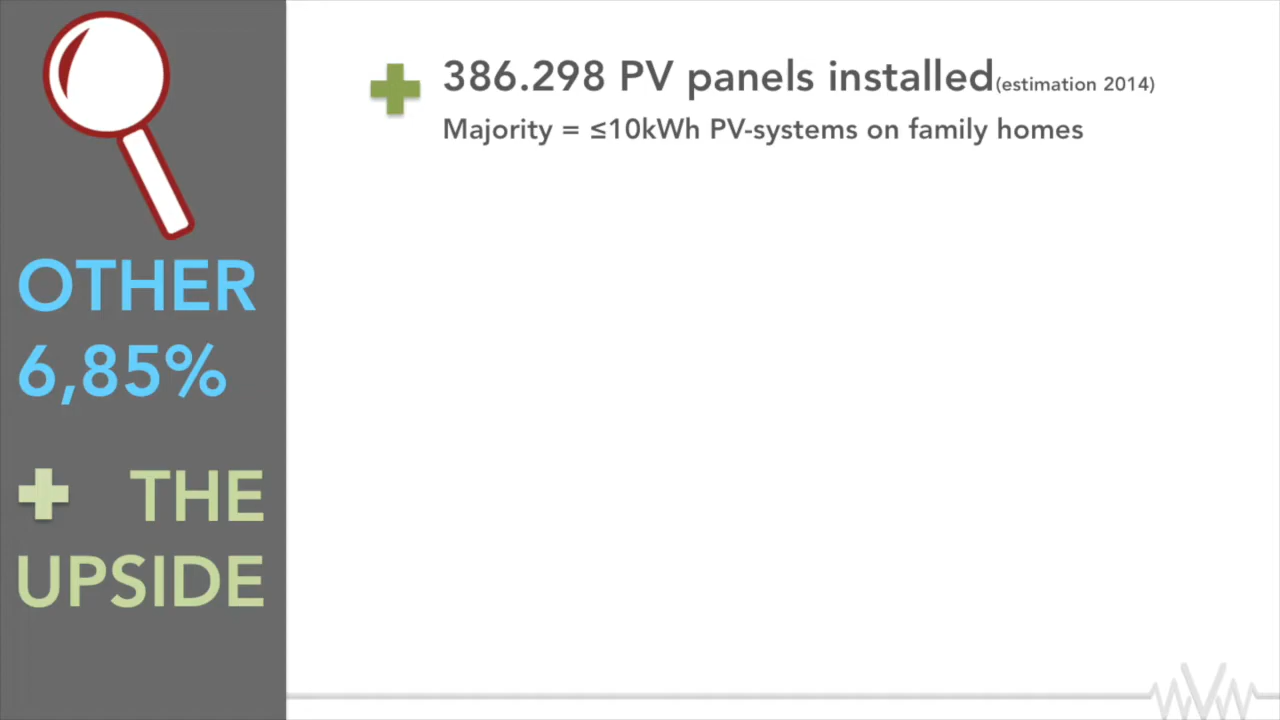 OTHER
6,85%
THE
UPSIDE
386.298 PV panels installed(estimation 2014)
Majority = ≤10kWh PV-systems on family homes